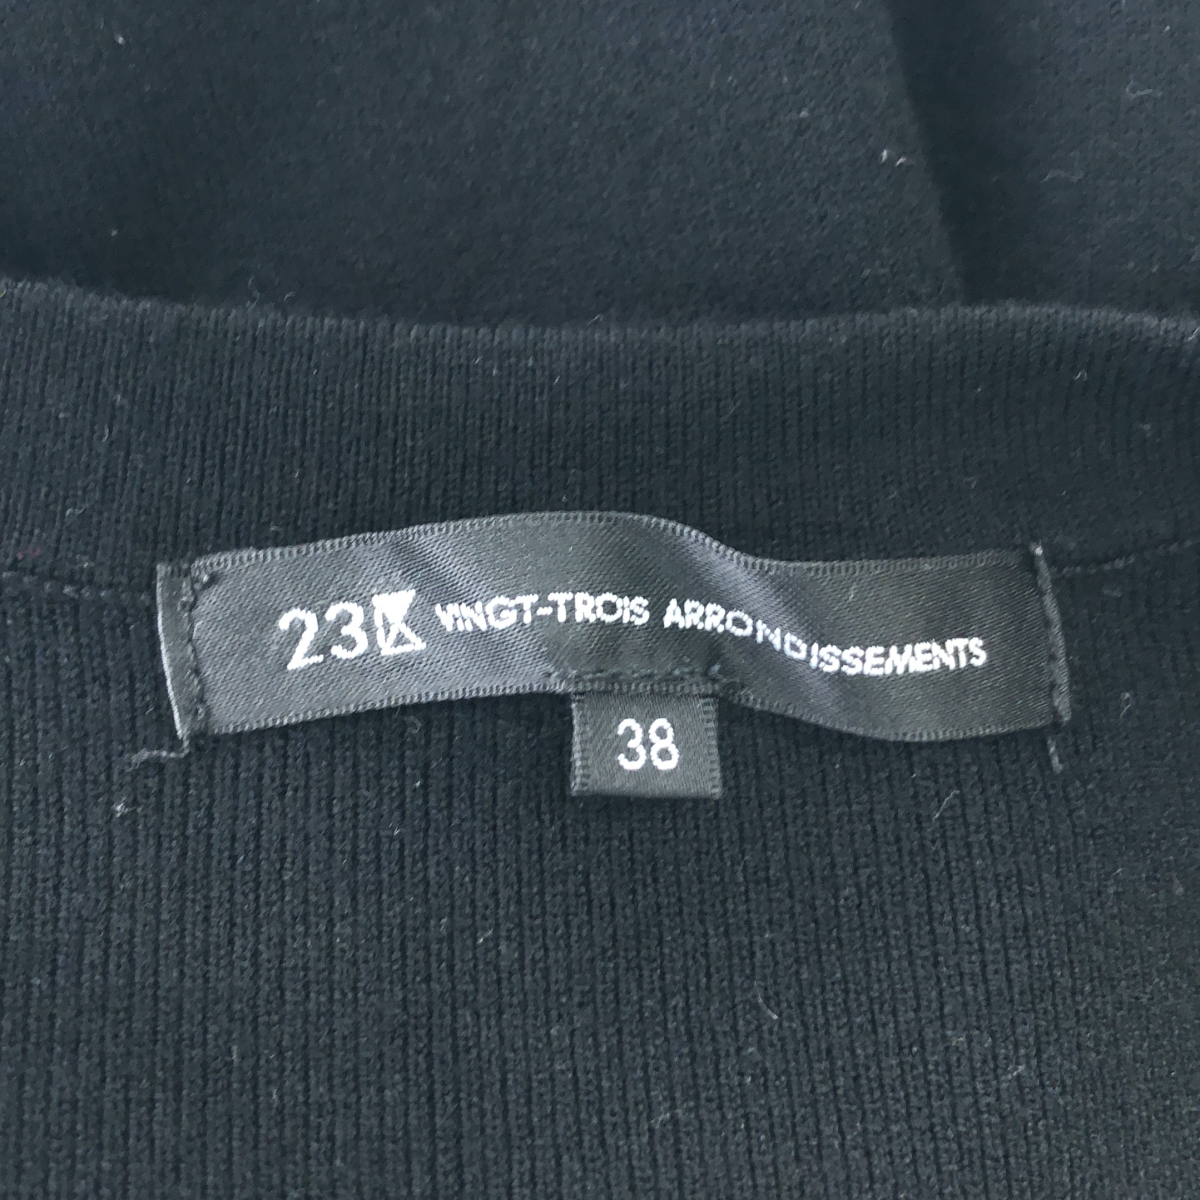 23区 VINGT-TROIS ARRONDISSEMENTS
38